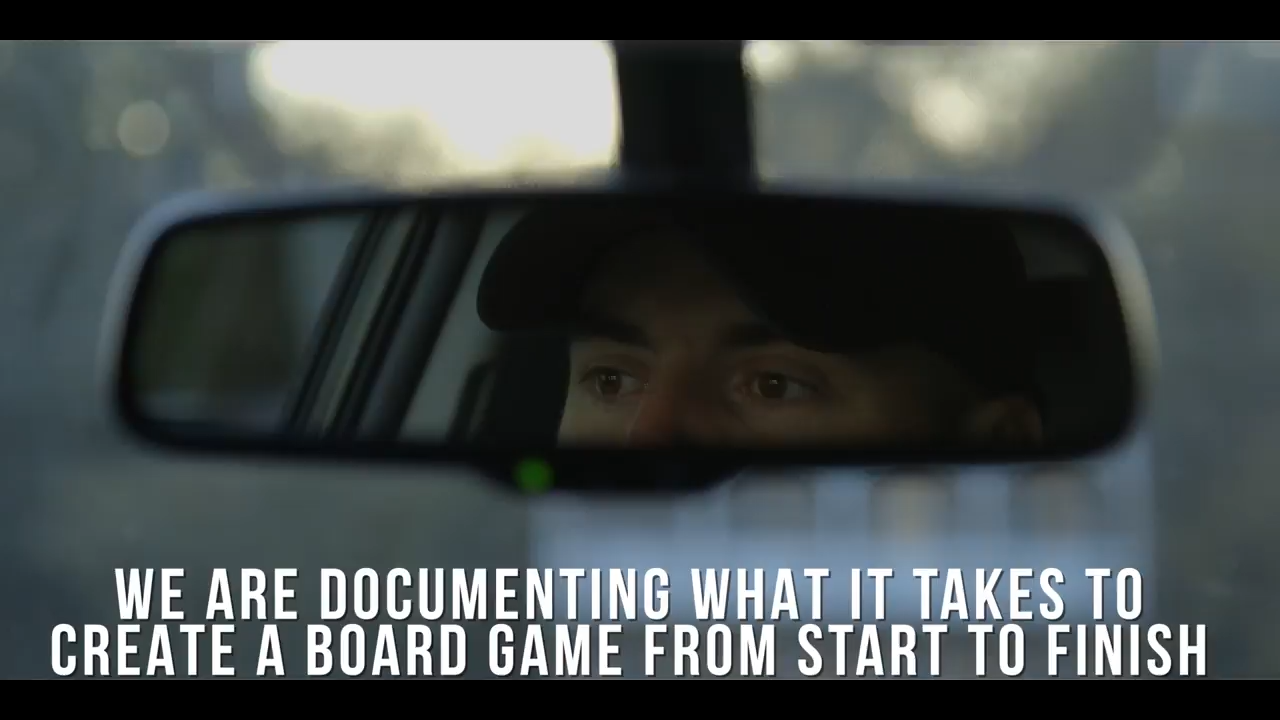 WE ARE DOCUMENTING WHAT IT TAKES TO
CREATE A BOARD GAME FROM START TO FINISH